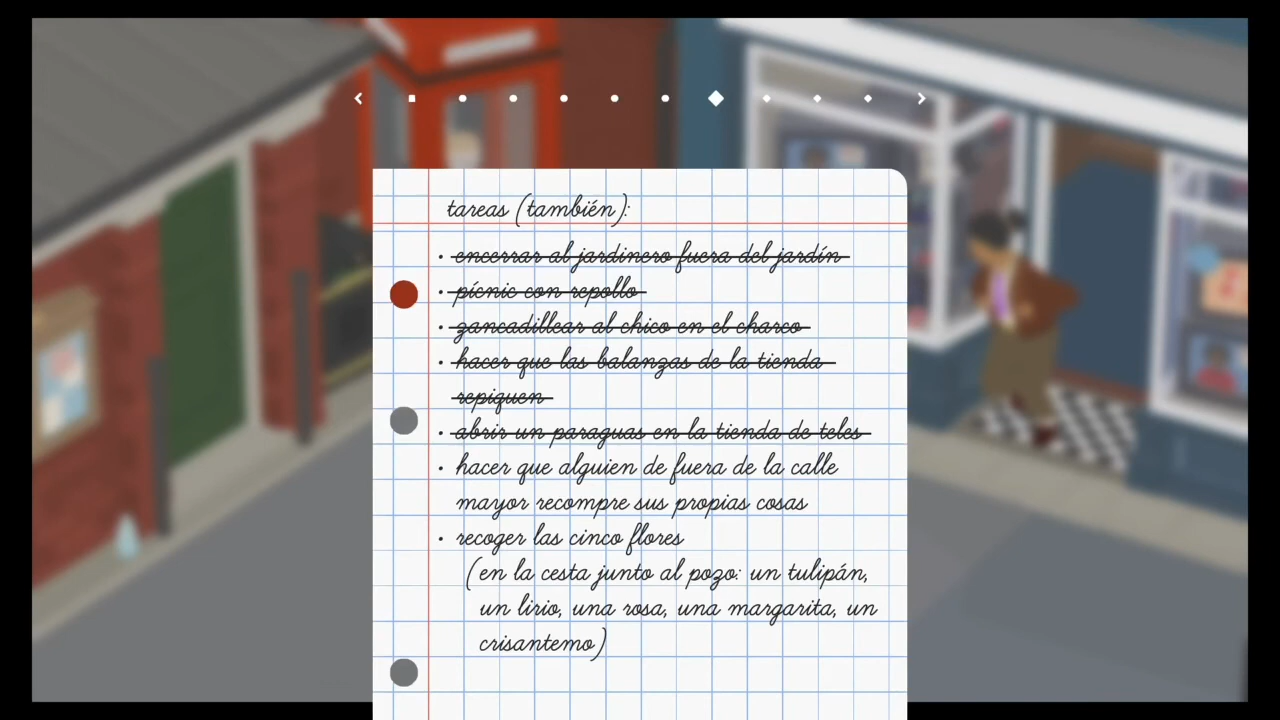 tareas (también):
• encerrar al jardinero fuera del jardín
• pícnic con repollo
• zancadillear al chico en el charco
• hacer que las balanzas de la tienda
repiquen
• abrir un paraguas en la tienda de teles
• hacer que alguien de fuera de la calle
mayor recompre sus propias cosas
• recoger las cinco flores
(en la cesta junto al pozo: un tulipán,
un lirio, una rosa, una margarita, un
crisantemo)